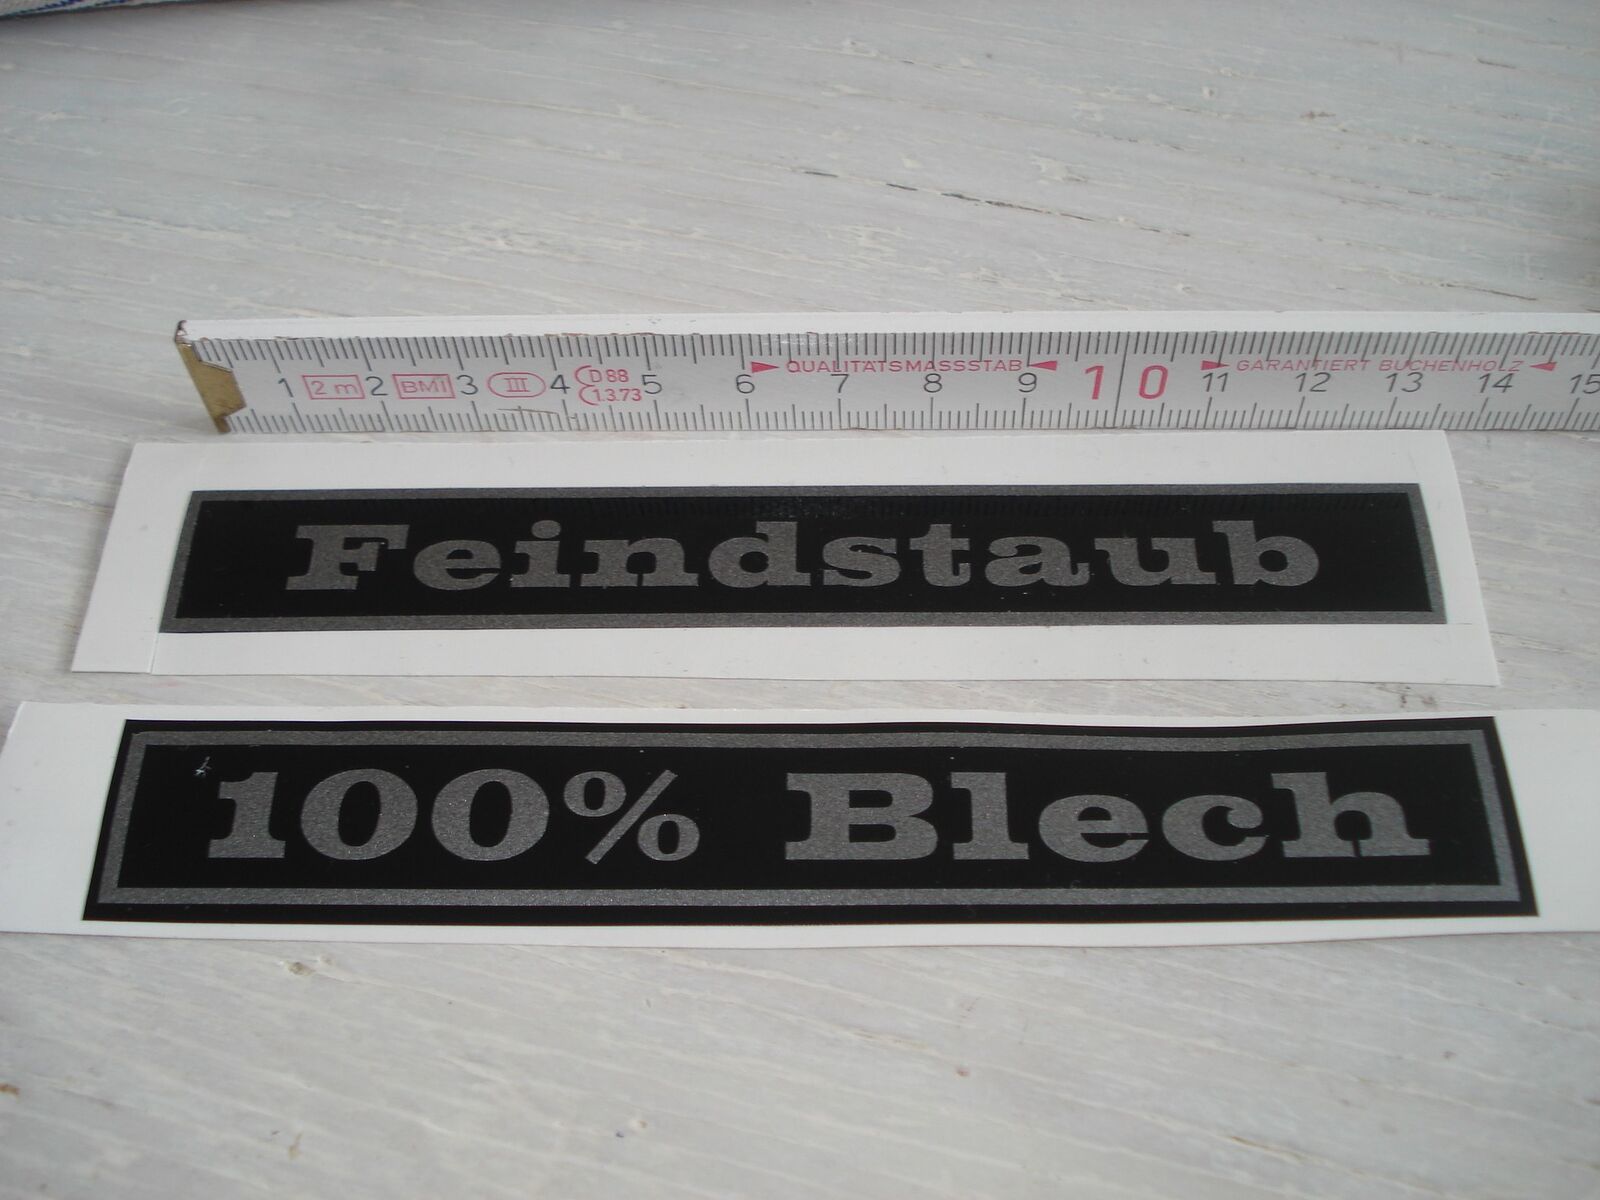 QUALITÄTSMASSSTAB GARANTIERT BUCHENHOLZ
1 2 m 2 BMI 3 III 4 D 88 1.3.73 5 6 7 8 9 10 11 12 13 14 15
Feindstaub
100% Blech